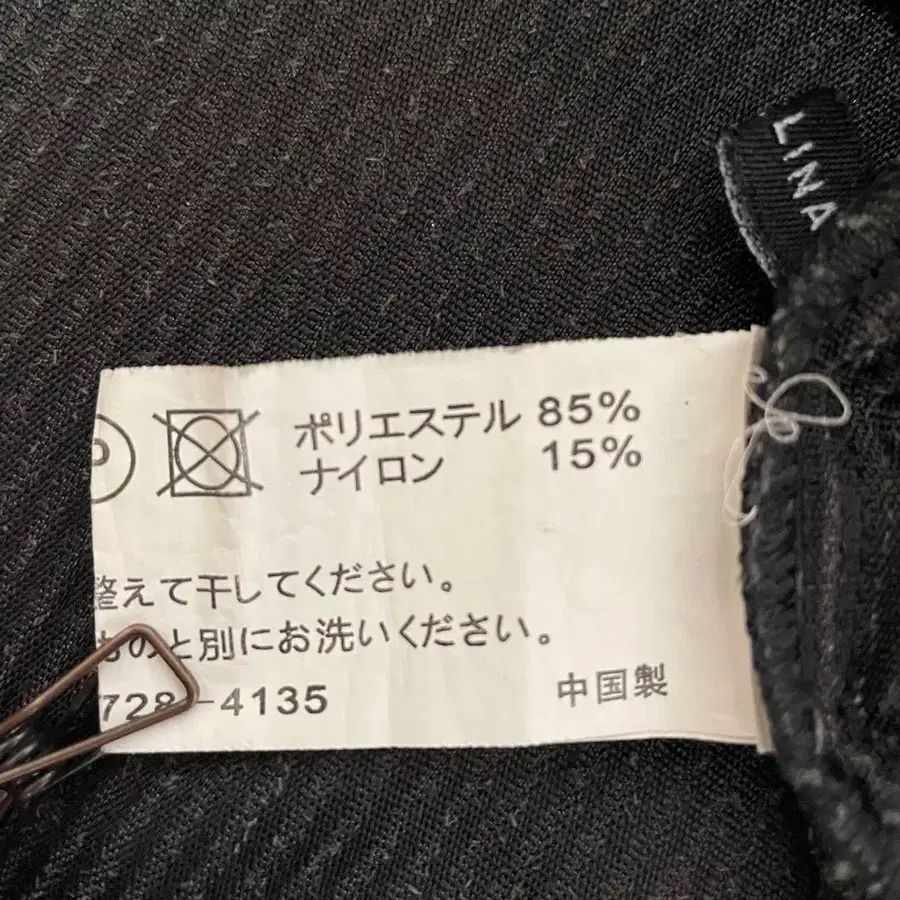 LINA
P
ポリエステル 85%
ナイロン 15%
整えて干してください。
ものと別にお洗いください。
728-4135
中国製